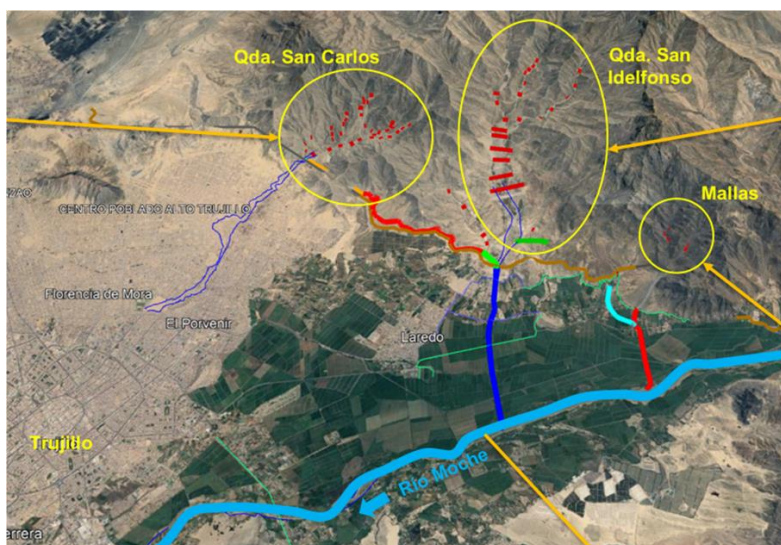 Qda. San Carlos
Qda. San
Idelfonso
Mallas
CENTRO POBLADO ALTO TRUJILLO
Florencia de Mora
El Porvenir
Laredo
Trujillo
Río Moche